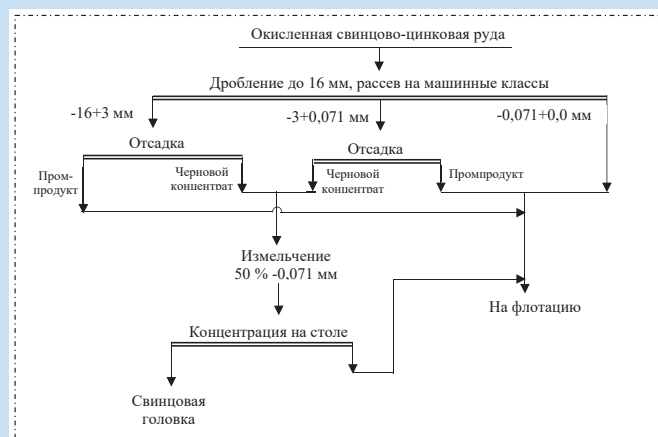 Окисленная свинцово-цинковая руда
Дробление до 16 мм, рассев на машинные классы
-16+3 мм
-3+0,071 мм
-0,071+0,0 мм
Отсадка
Отсадка
Пром-
продукт
Черновой
концентрат
Черновой
концентрат
Промпродукт
Измельчение
50 % -0,071 мм
На флотацию
Концентрация на столе
Свинцовая
головка